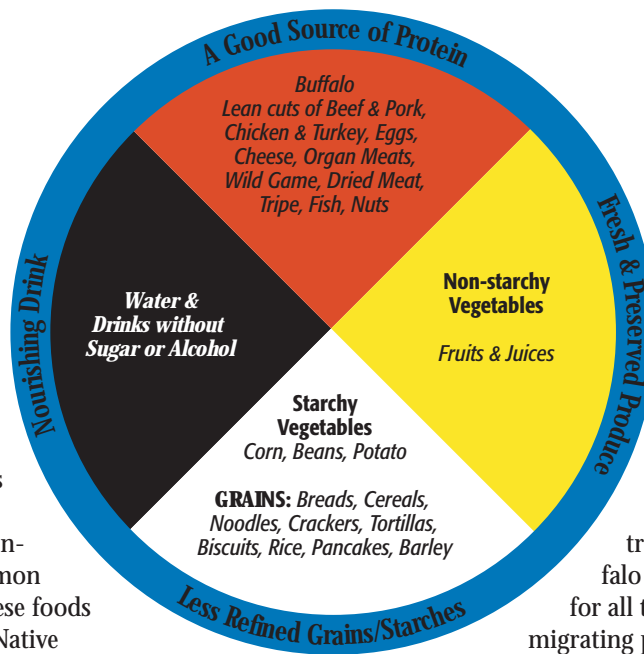 A Good Source of Protein
Buffalo
Lean cuts of Beef & Pork,
Chicken & Turkey, Eggs,
Cheese, Organ Meats,
Wild Game, Dried Meat,
Tripe, Fish, Nuts
Nourishing Drink
Water &
Drinks without
Sugar or Alcohol
Fresh & Preserved Produce
Non-starchy
Vegetables
Fruits & Juices
Starchy
Vegetables
Corn, Beans, Potato
GRAINS: Breads, Cereals,
Noodles, Crackers, Tortillas,
Biscuits, Rice, Pancakes, Barley
Less Refined Grains/Starches
s
n-
mon
ese foods
Native
tr
falo
for all t
migrating p